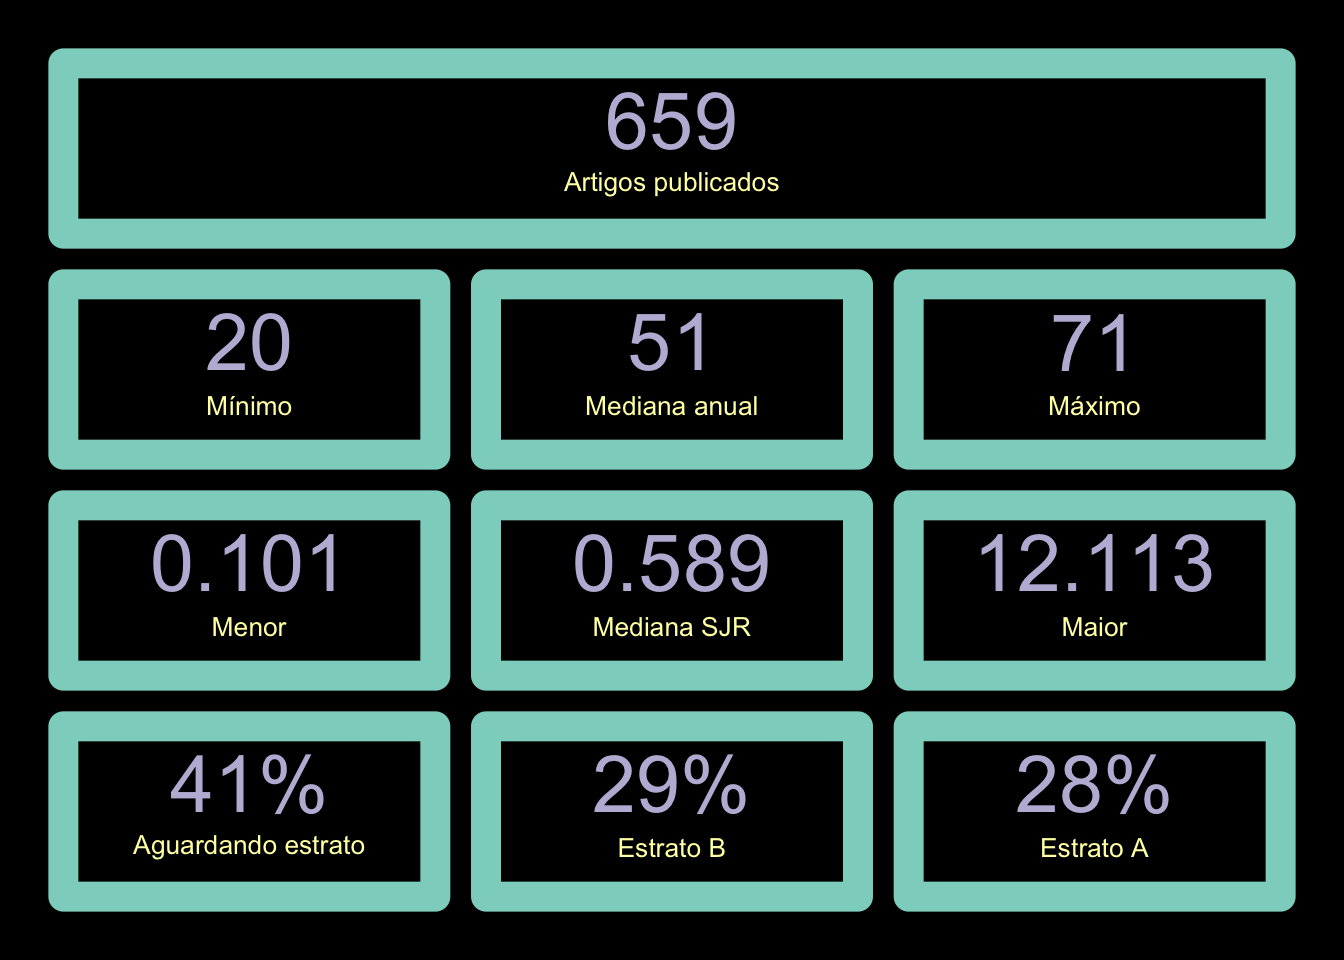 659
Artigos publicados
20
Mínimo
51
Mediana anual
71
Máximo
0.101
Menor
0.589
Mediana SJR
12.113
Maior
41%
Aguardando estrato
29%
Estrato B
28%
Estrato A